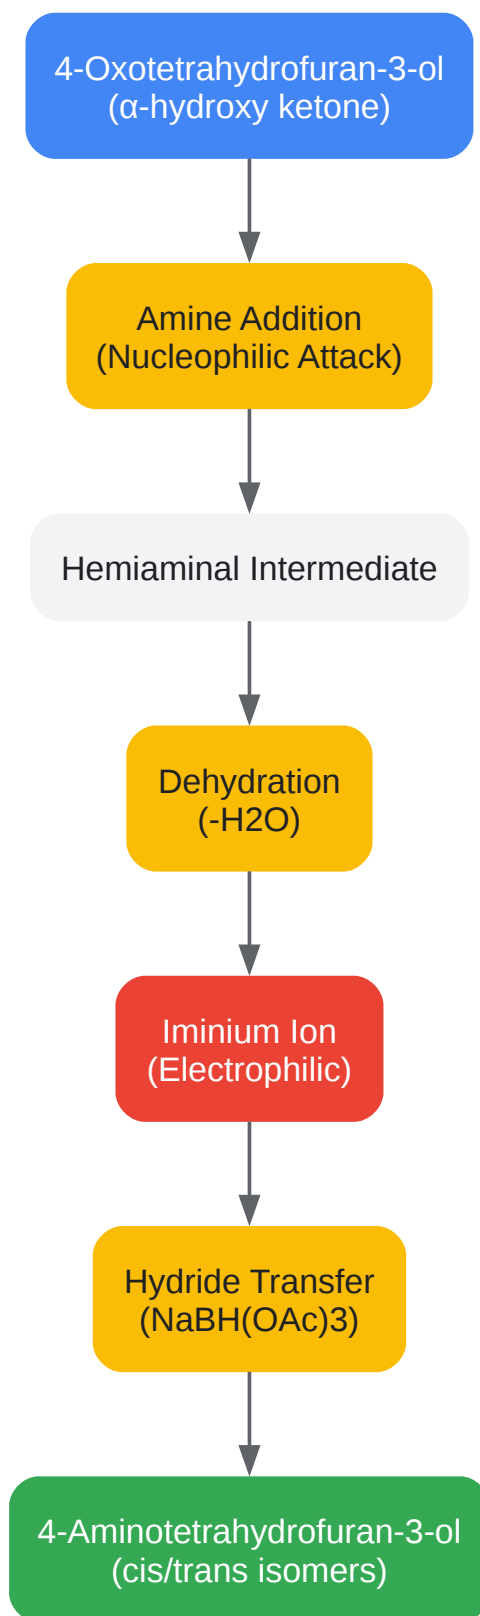 4-Oxotetrahydrofuran-3-ol
(α-hydroxy ketone)
Amine Addition
(Nucleophilic Attack)
Hemiaminal Intermediate
Dehydration
(-H2O)
Iminium Ion
(Electrophilic)
Hydride Transfer
(NaBH(OAc)3)
4-Aminotetrahydrofuran-3-ol
(cis/trans isomers)